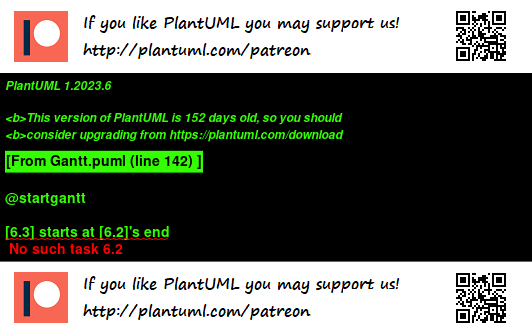 If you like PlantUML you may support us!
http://plantuml.com/patreon
PlantUML 1.2023.6
<b>This version of PlantUML is 152 days old, so you should
<b>consider upgrading from https://plantuml.com/download
[From Gantt.puml (line 142) ]
@startgantt
[6.3] starts at [6.2]'s end
No such task 6.2
If you like PlantUML you may support us!
http://plantuml.com/patreon